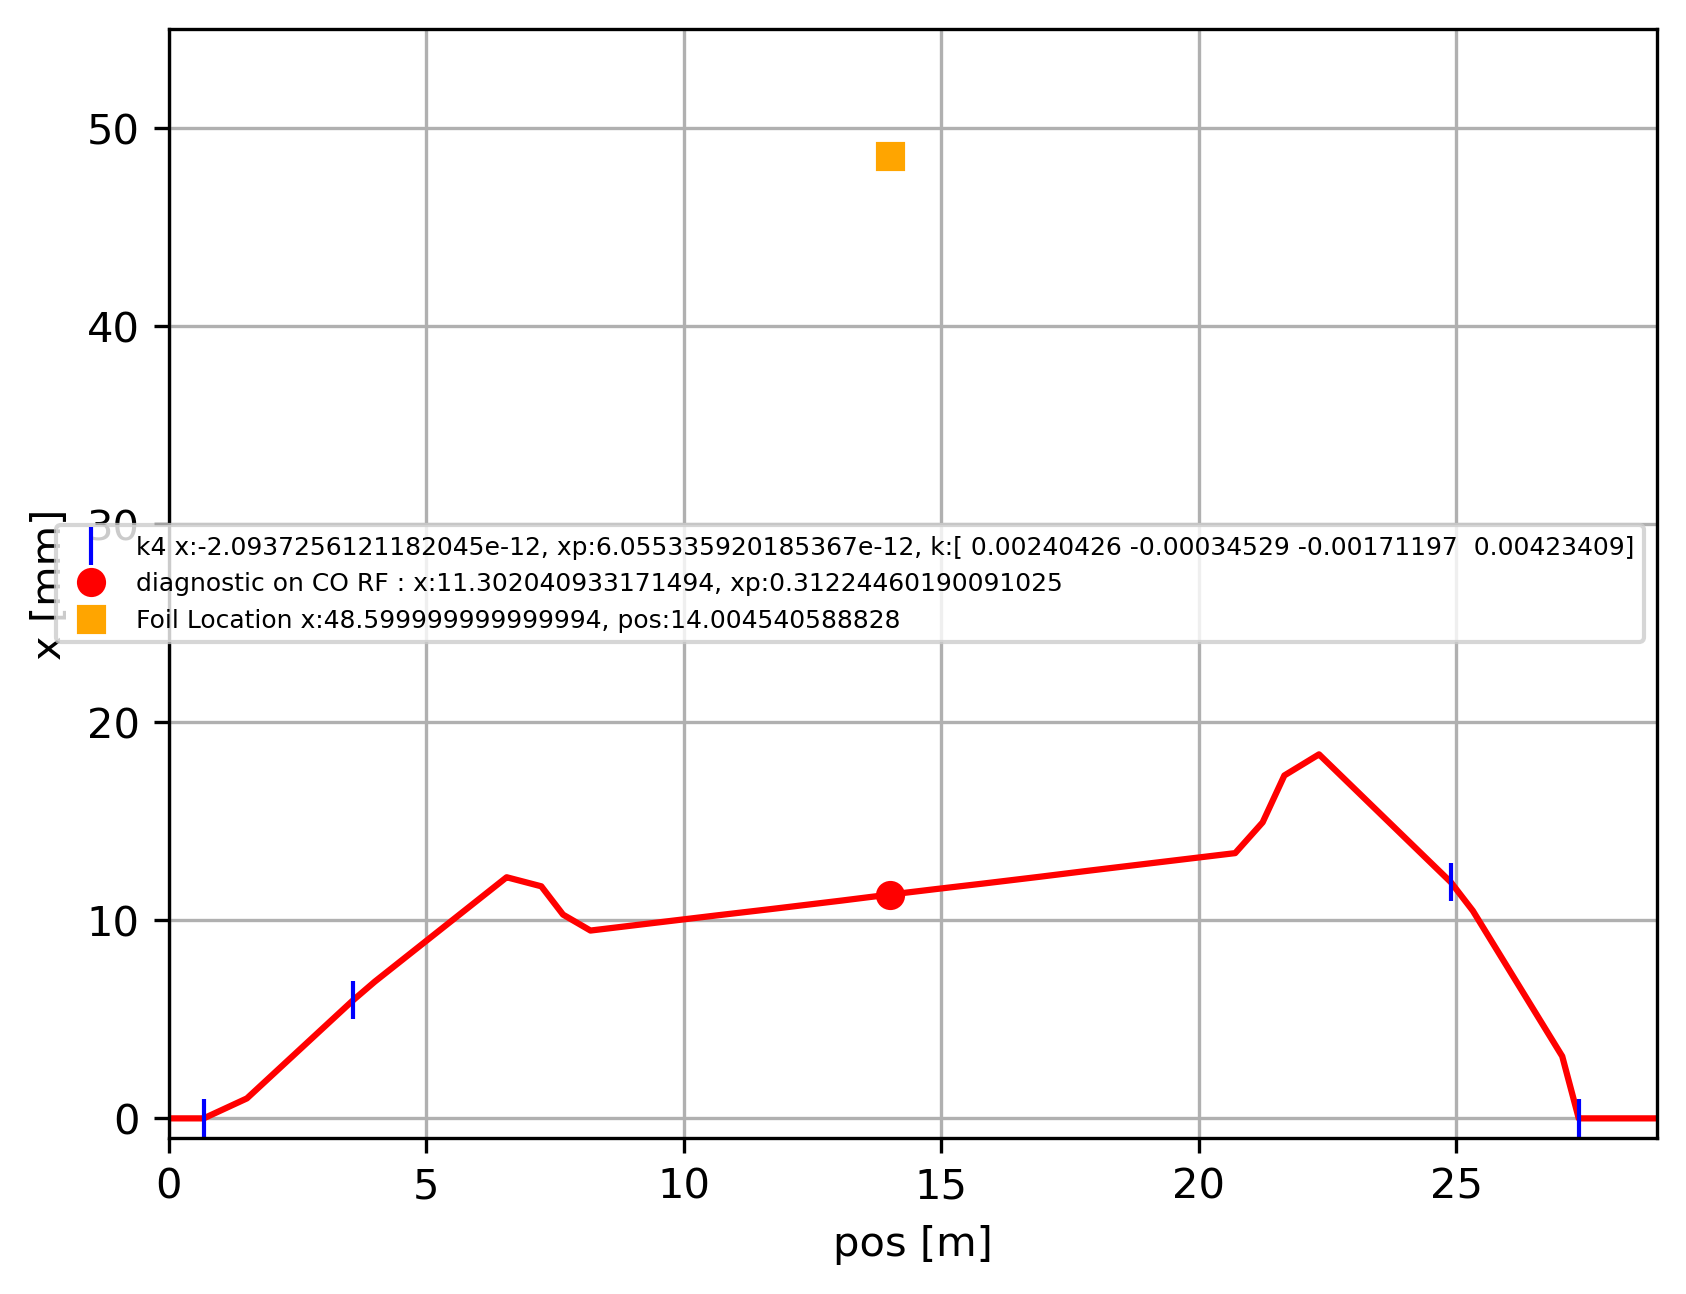 50
40
30
20
10
0
x [mm]
k4 x:-2.0937256121182045e-12, xp:6.055335920185367e-12, k:[ 0.00240426 -0.00034529 -0.00171197  0.00423409]
diagnostic on CO RF : x:11.302040933171494, xp:0.31224460190091025
Foil Location x:48.599999999999994, pos:14.004540588828
0 5 10 15 20 25
pos [m]